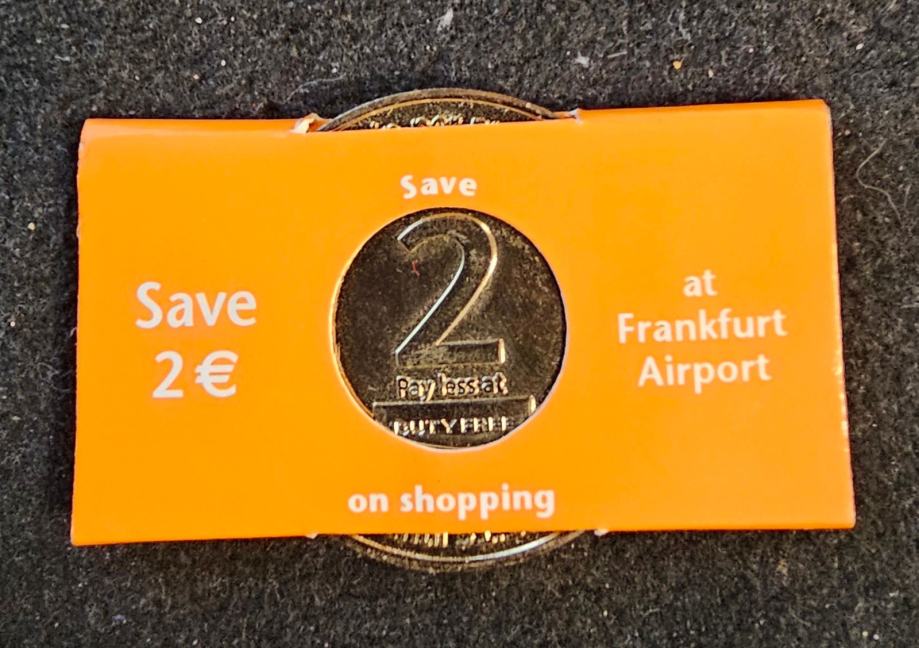 Save
Save
2€
2
Pay less at
DUTY FREE
at
Frankfurt
Airport
on shopping